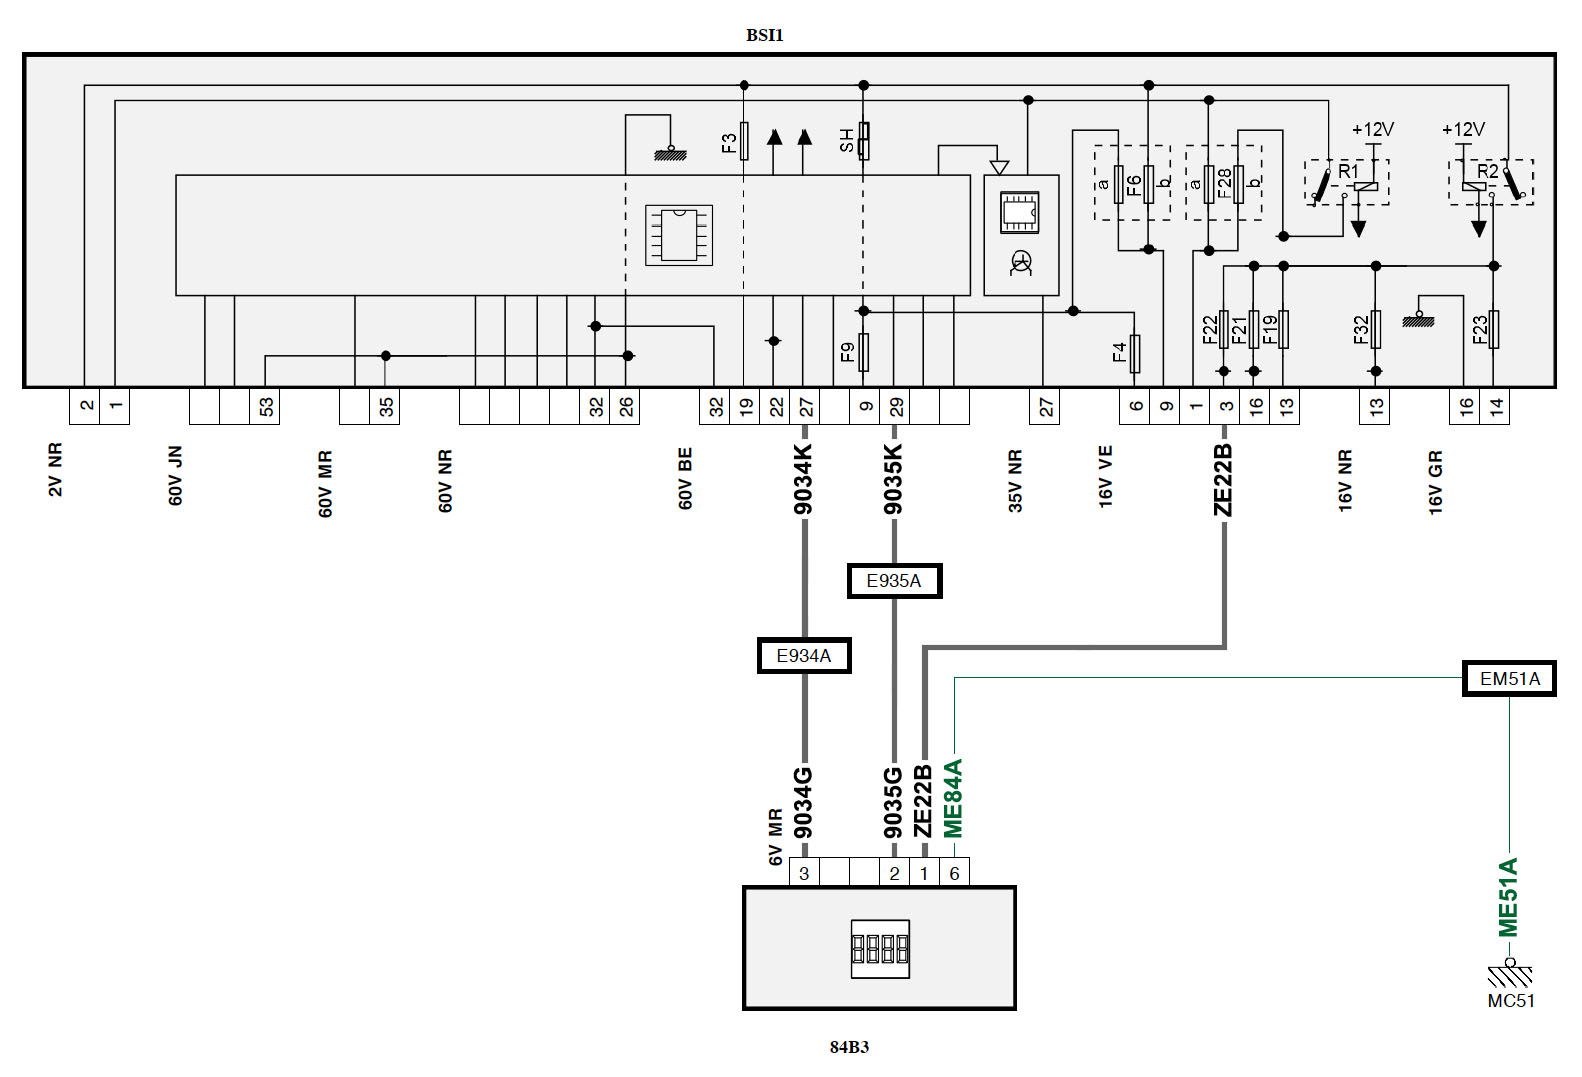 BSI1
+12V
+12V
F3
SH
a
F6
b
a
F28
b
R1
R2
F9
F4
F22
F21
F19
F32
F23
2
1
53
35
32
26
32
19
22
27
9
29
27
6
9
1
3
16
13
13
16
14
2V NR
60V JN
60V MR
60V NR
60V BE
9034K
9035K
35V NR
16V VE
ZE22B
16V NR
16V GR
E935A
E934A
EM51A
6V MR
9034G
9035G
ZE22B
ME84A
ME51A
3
2
1
6
MC51
84B3